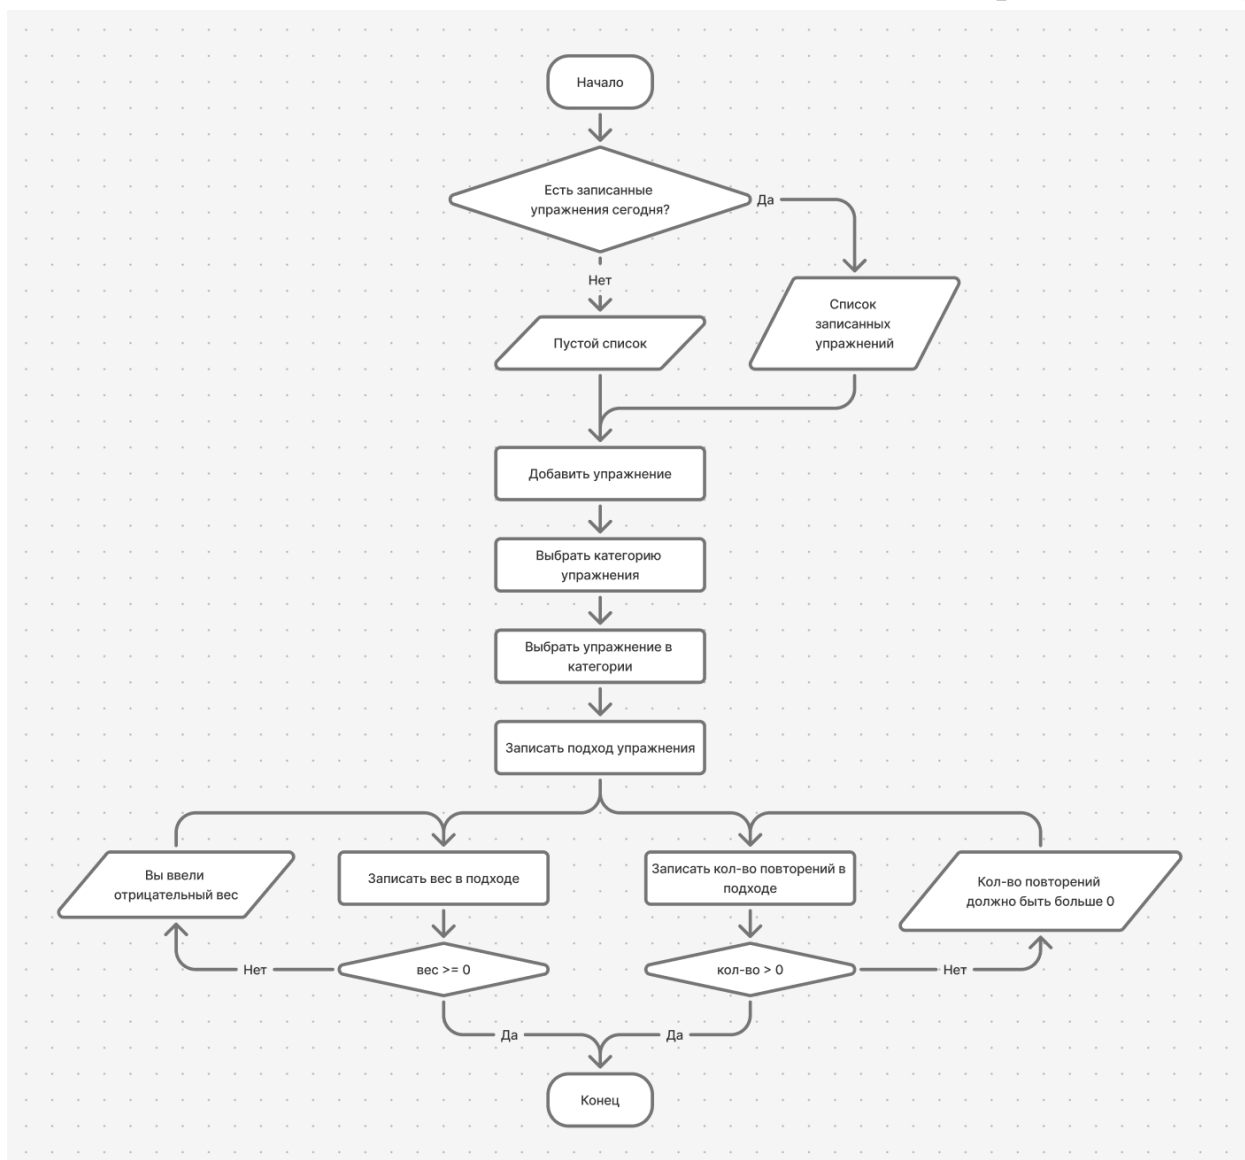 Начало
Есть записанные
упражнения сегодня?
Да
Нет
Список
записанных
упражнений
Пустой список
Добавить упражнение
Выбрать категорию
упражнения
Выбрать упражнение в
категории
Записать подход упражнения
Вы ввели
отрицательный вес
Записать вес в подходе
Записать кол-во повторений в
подходе
Кол-во повторений
должно быть больше 0
Нет
вес >= 0
кол-во > 0
Нет
Да
Да
Конец